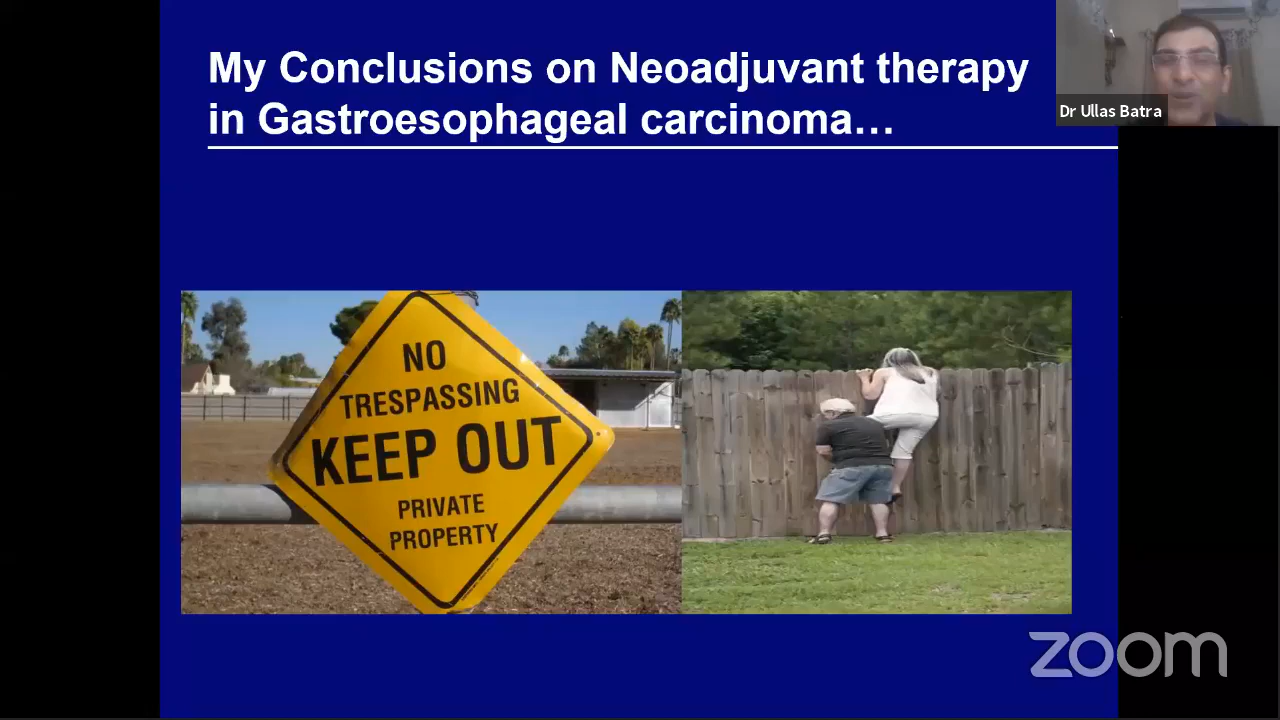 My Conclusions on Neoadjuvant therapy
in Gastroesophageal carcinoma...
Dr Ullas Batra
NO
TRESPASSING
KEEP OUT
PRIVATE
PROPERTY
zoom